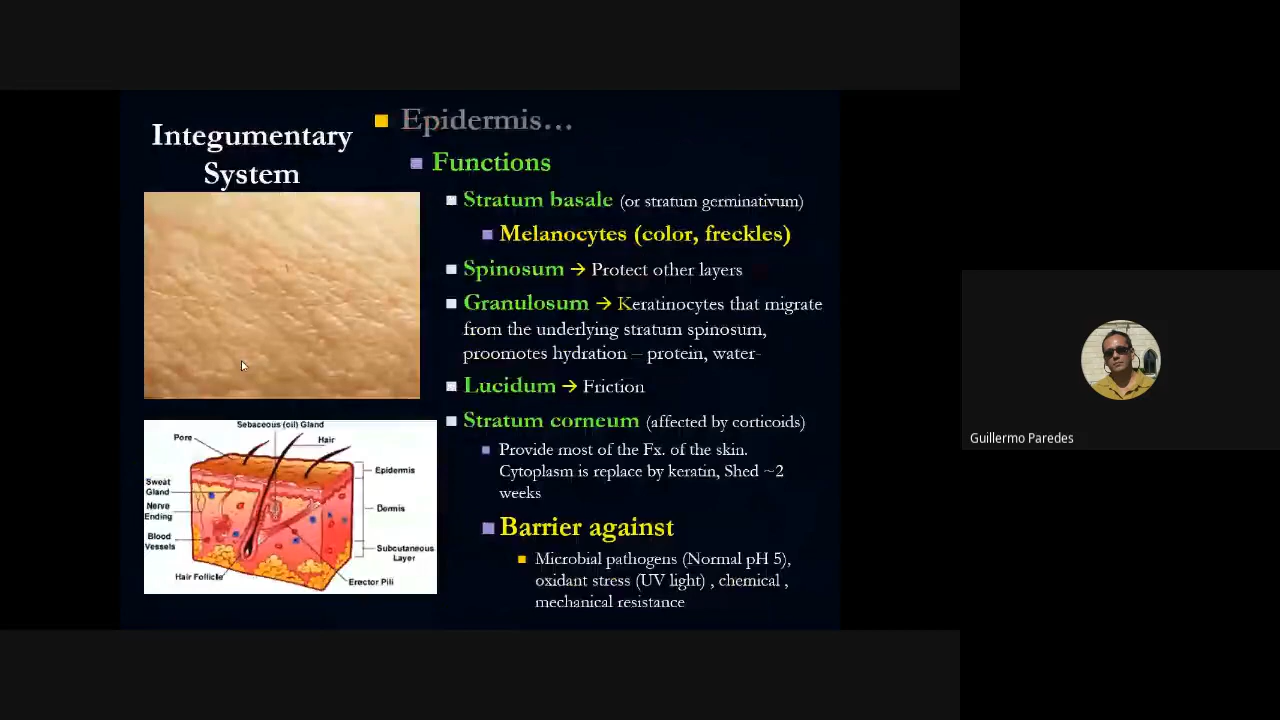 Integumentary
System
Epidermis…
Functions
Stratum basale (or stratum germinativum)
Melanocytes (color, freckles)
Spinosum → Protect other layers
Granulosum → Keratinocytes that migrate
from the underlying stratum spinosum,
proomotes hydration – protein, water-
Lucidum → Friction
Stratum corneum (affected by corticoids)
Provide most of the Fx. of the skin.
Cytoplasm is replace by keratin, Shed ~2
weeks
Barrier against
Microbial pathogens (Normal pH 5),
oxidant stress (UV light) , chemical ,
mechanical resistance
Sebaceous (oil) Gland
Pore
Hair
Epidermis
Sweat
Gland
Nerve
Ending
Dermis
Blood
Vessels
Subcutaneous
Layer
Hair Follicle
Erector Pili
Guillermo Paredes